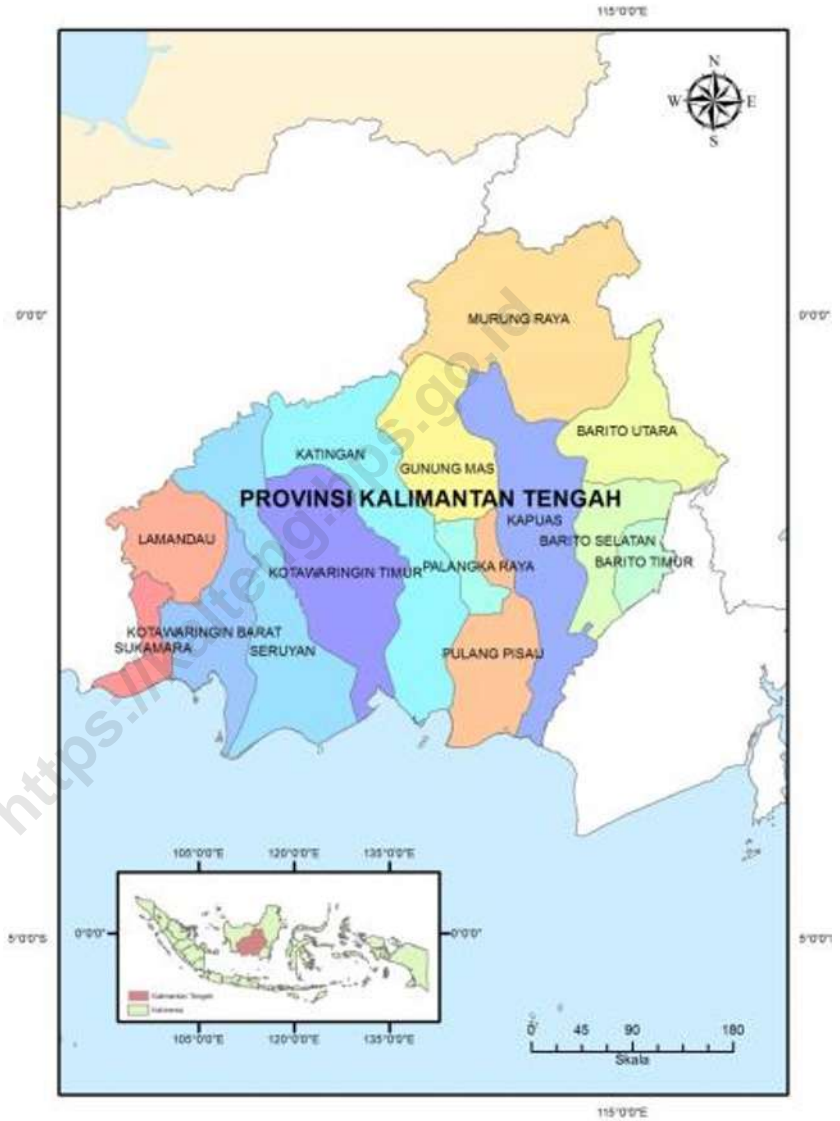 115°0'0"E
N
W E
S
0°0'0"
0°0'0"
MURUNG RAYA
BARITO UTARA
KATINGAN
GUNUNG MAS
PROVINSI KALIMANTAN TENGAH
KAPUAS
LAMANDAU
BARITO SELATAN
BARITO TIMUR
KOTAWARINGIN TIMUR
PALANGKA RAYA
KOTAWARINGIN BARAT
SUKAMARA
SERUYAN
PULANG PISAU
https://kalteng.bps.go.id
105°0'0"E 120°0'0"E 135°0'0"E
5°0'0"S
0°0'0"
0°0'0"
Kalimantan Tengah
105°0'0"E 120°0'0"E 135°0'0"E
0 45 90 180
Skala
115°0'0"E